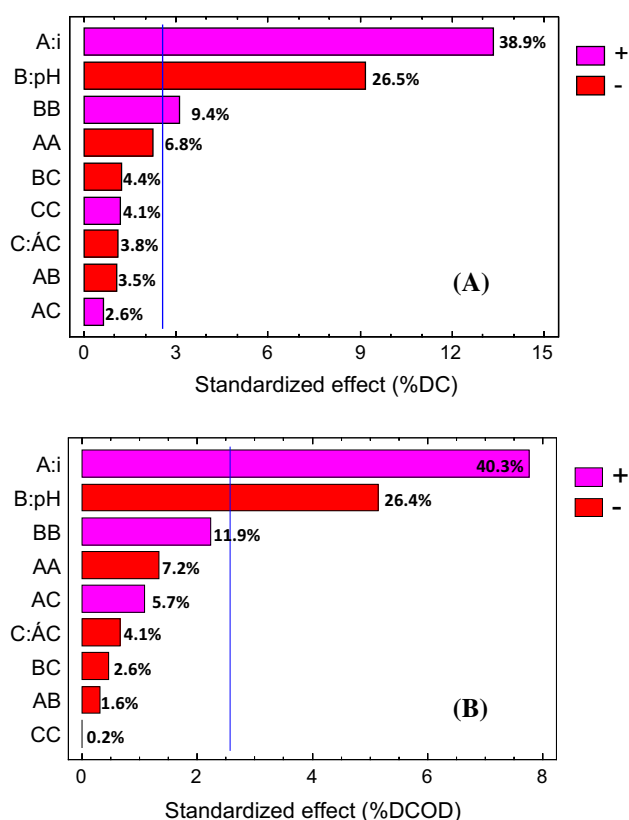 A:i 38.9% +
B:pH 26.5% -
BB 9.4%
AA 6.8%
BC 4.4%
CC 4.1%
C:ÁC 3.8%
AB 3.5% (A)
AC 2.6%
0 3 6 9 12 15
Standardized effect (%DC)
A:i 40.3% +
B:pH 26.4% -
BB 11.9%
AA 7.2%
AC 5.7%
C:ÁC 4.1%
BC 2.6%
AB 1.6% (B)
CC 0.2%
0 2 4 6 8
Standardized effect (%DCOD)